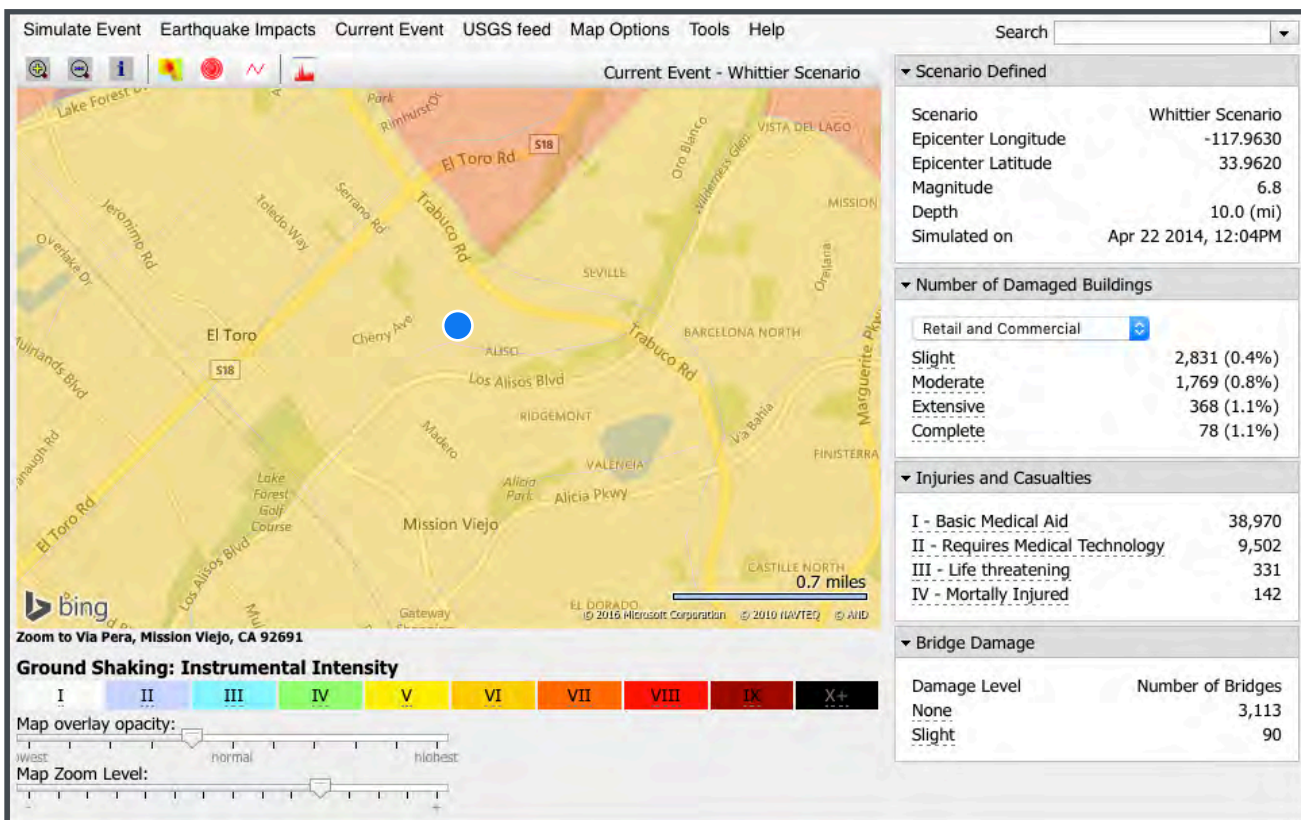 Simulate Event Earthquake Impacts Current Event USGS feed Map Options Tools Help
Search
Current Event - Whittier Scenario
Lake Forest
Park
Rimhurst Dr
El Toro Rd
S18
Oro Blanco
VISTA DEL LAGO
Wilderness Glen
MISSION
Jeronimo Rd
Toledo Way
Serrano Rd
Trabuco Rd
Overlake Dr
SEVILLE
Orellana
El Toro
Cherry Ave
ALISO
Trabuco Rd
BARCELONA NORTH
Marguerite Pkwy
Muirlands Blvd
S18
Los Alisos Blvd
RIDGEMONT
Madero
Via Bahia
VALENCIA
FINISTERRA
Lake
Forest
Golf
Course
Alicia
Park
Alicia Pkwy
Mission Viejo
El Toro Rd
Los Alisos Blvd
CASTILLE NORTH
0.7 miles
bing
Gateway
EL DORADO
© 2016 Microsoft Corporation © 2010 NAVTEQ © AND
Zoom to Via Pera, Mission Viejo, CA 92691
Ground Shaking: Instrumental Intensity
I II III IV V VI VII VIII IX X+
Map overlay opacity:
owest normal highest
Map Zoom Level:
- +
Scenario Defined
Scenario Whittier Scenario
Epicenter Longitude -117.9630
Epicenter Latitude 33.9620
Magnitude 6.8
Depth 10.0 (mi)
Simulated on Apr 22 2014, 12:04PM
Number of Damaged Buildings
Retail and Commercial
Slight 2,831 (0.4%)
Moderate 1,769 (0.8%)
Extensive 368 (1.1%)
Complete 78 (1.1%)
Injuries and Casualties
I - Basic Medical Aid 38,970
II - Requires Medical Technology 9,502
III - Life threatening 331
IV - Mortally Injured 142
Bridge Damage
Damage Level Number of Bridges
None 3,113
Slight 90